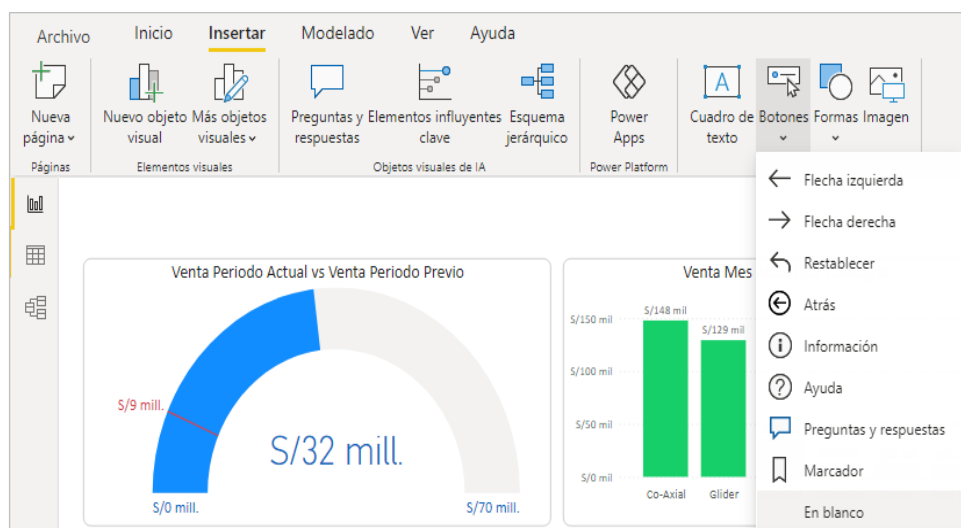 Archivo Inicio Insertar Modelado Ver Ayuda
Nueva página
Nuevo objeto visual
Más objetos visuales
Preguntas y respuestas
Elementos influyentes clave
Esquema jerárquico
Power Apps
Cuadro de texto
Botones
Formas
Imagen
Páginas
Elementos visuales
Objetos visuales de IA
Power Platform
Flecha izquierda
Flecha derecha
Restablecer
Atrás
Información
Ayuda
Preguntas y respuestas
Marcador
En blanco
Venta Periodo Actual vs Venta Periodo Previo
S/9 mill.
S/32 mill.
S/0 mill.
S/70 mill.
Venta Mes
S/150 mil
S/100 mil
S/50 mil
S/0 mil
S/148 mil
S/129 mil
Co-Axial
Glider